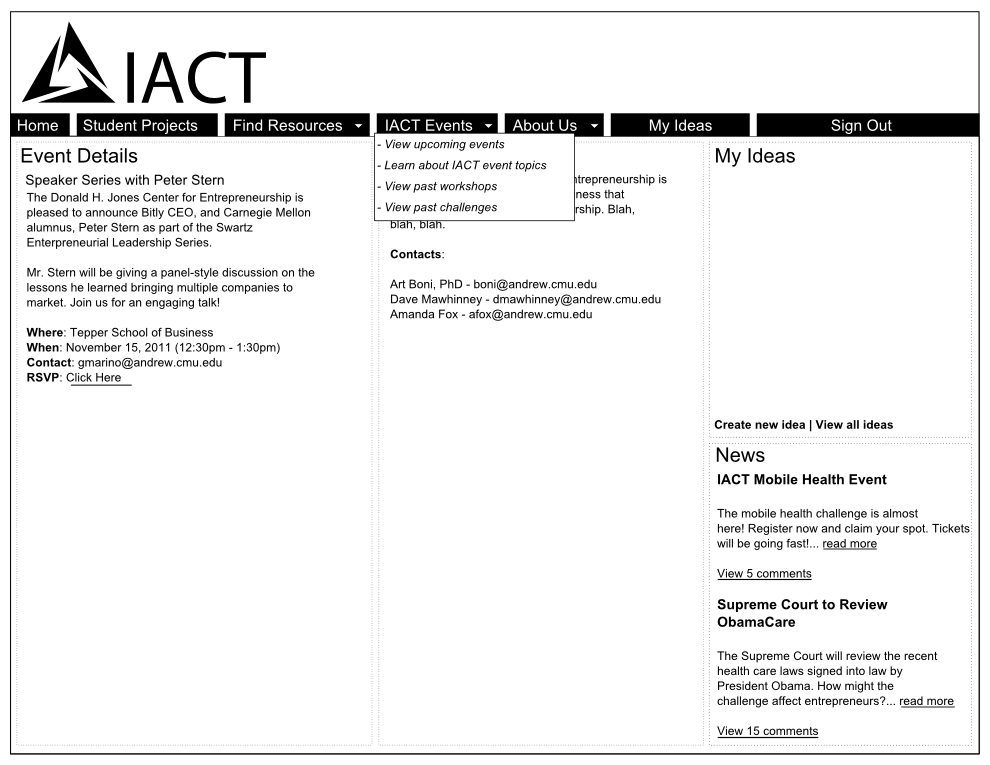 IACT
Home
Student Projects
Find Resources
IACT Events
About Us
My Ideas
Sign Out
- View upcoming events
- Learn about IACT event topics
- View past workshops
- View past challenges
Event Details
Speaker Series with Peter Stern
The Donald H. Jones Center for Entrepreneurship is
pleased to announce Bitly CEO, and Carnegie Mellon
alumnus, Peter Stern as part of the Swartz
Enterpreneurial Leadership Series.
Mr. Stern will be giving a panel-style discussion on the
lessons he learned bringing multiple companies to
market. Join us for an engaging talk!
Where: Tepper School of Business
When: November 15, 2011 (12:30pm - 1:30pm)
Contact: gmarino@andrew.cmu.edu
RSVP: Click Here
ntrepreneurship is
ness that
rship. Blah,
blah, blah.
Contacts:
Art Boni, PhD - boni@andrew.cmu.edu
Dave Mawhinney - dmawhinney@andrew.cmu.edu
Amanda Fox - afox@andrew.cmu.edu
My Ideas
Create new idea | View all ideas
News
IACT Mobile Health Event
The mobile health challenge is almost
here! Register now and claim your spot. Tickets
will be going fast!... read more
View 5 comments
Supreme Court to Review
ObamaCare
The Supreme Court will review the recent
health care laws signed into law by
President Obama. How might the
challenge affect entrepreneurs?... read more
View 15 comments